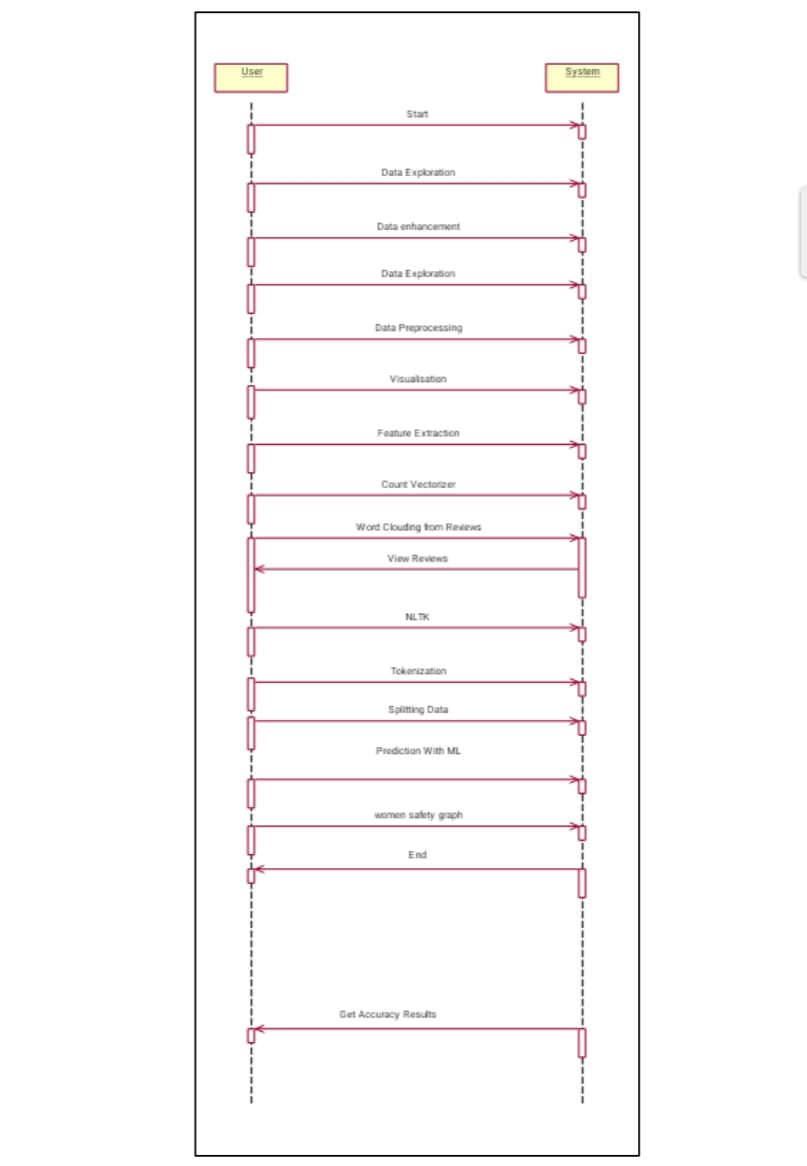 User
System
Start
Data Exploration
Data enhancement
Data Exploration
Data Preprocessing
Visualisation
Feature Extraction
Count Vectorizer
Word Clouding from Reviews
View Reviews
NLTK
Tokenization
Splitting Data
Prediction With ML
women safety graph
End
Get Accuracy Results